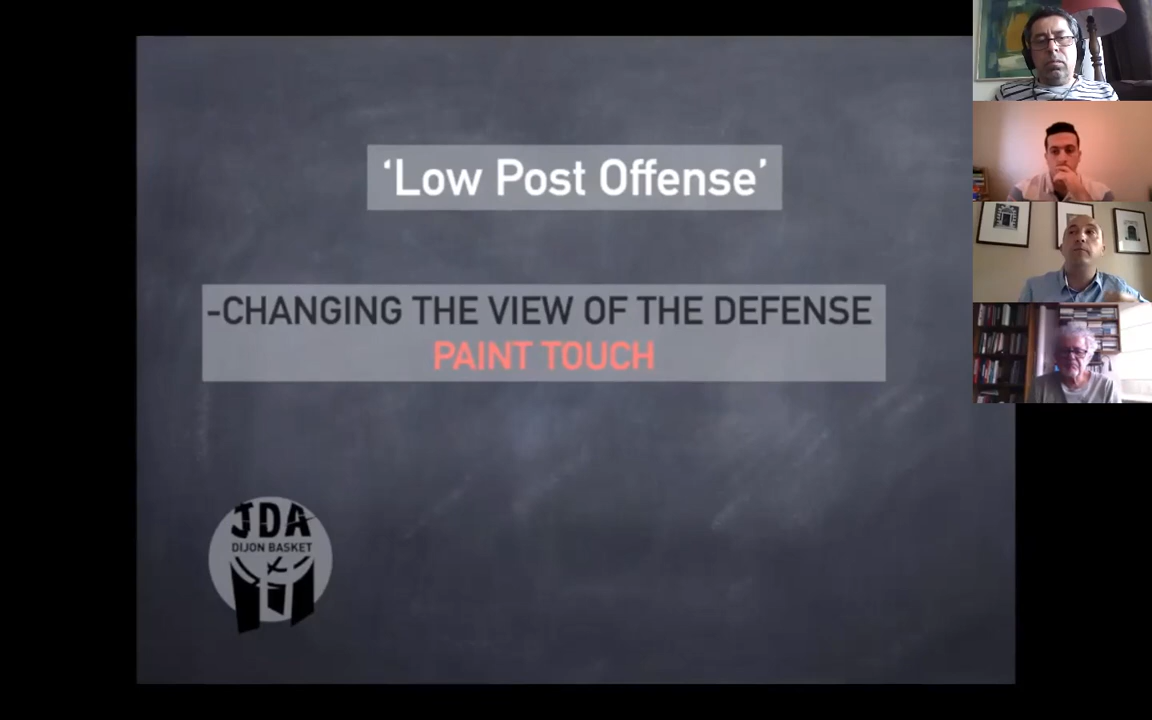 ‘Low Post Offense’
-CHANGING THE VIEW OF THE DEFENSE
PAINT TOUCH
JDA
DIJON BASKET